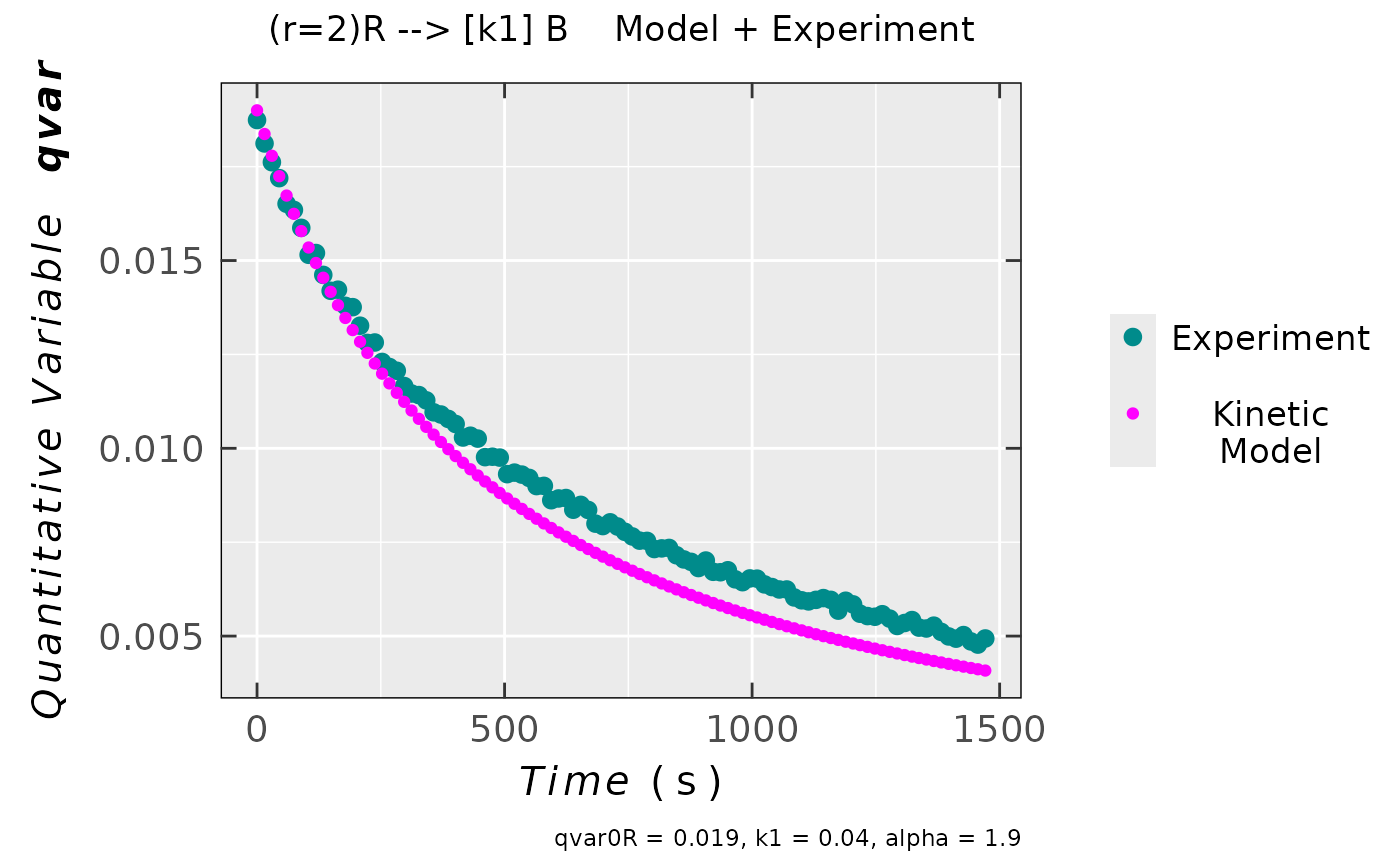 (r=2)R --> [k1] B    Model + Experiment
Quantitative Variable qvar
0.015
0.010
0.005
0 500 1000 1500
Time ( s )
Experiment
Kinetic
Model
qvar0R = 0.019, k1 = 0.04, alpha = 1.9